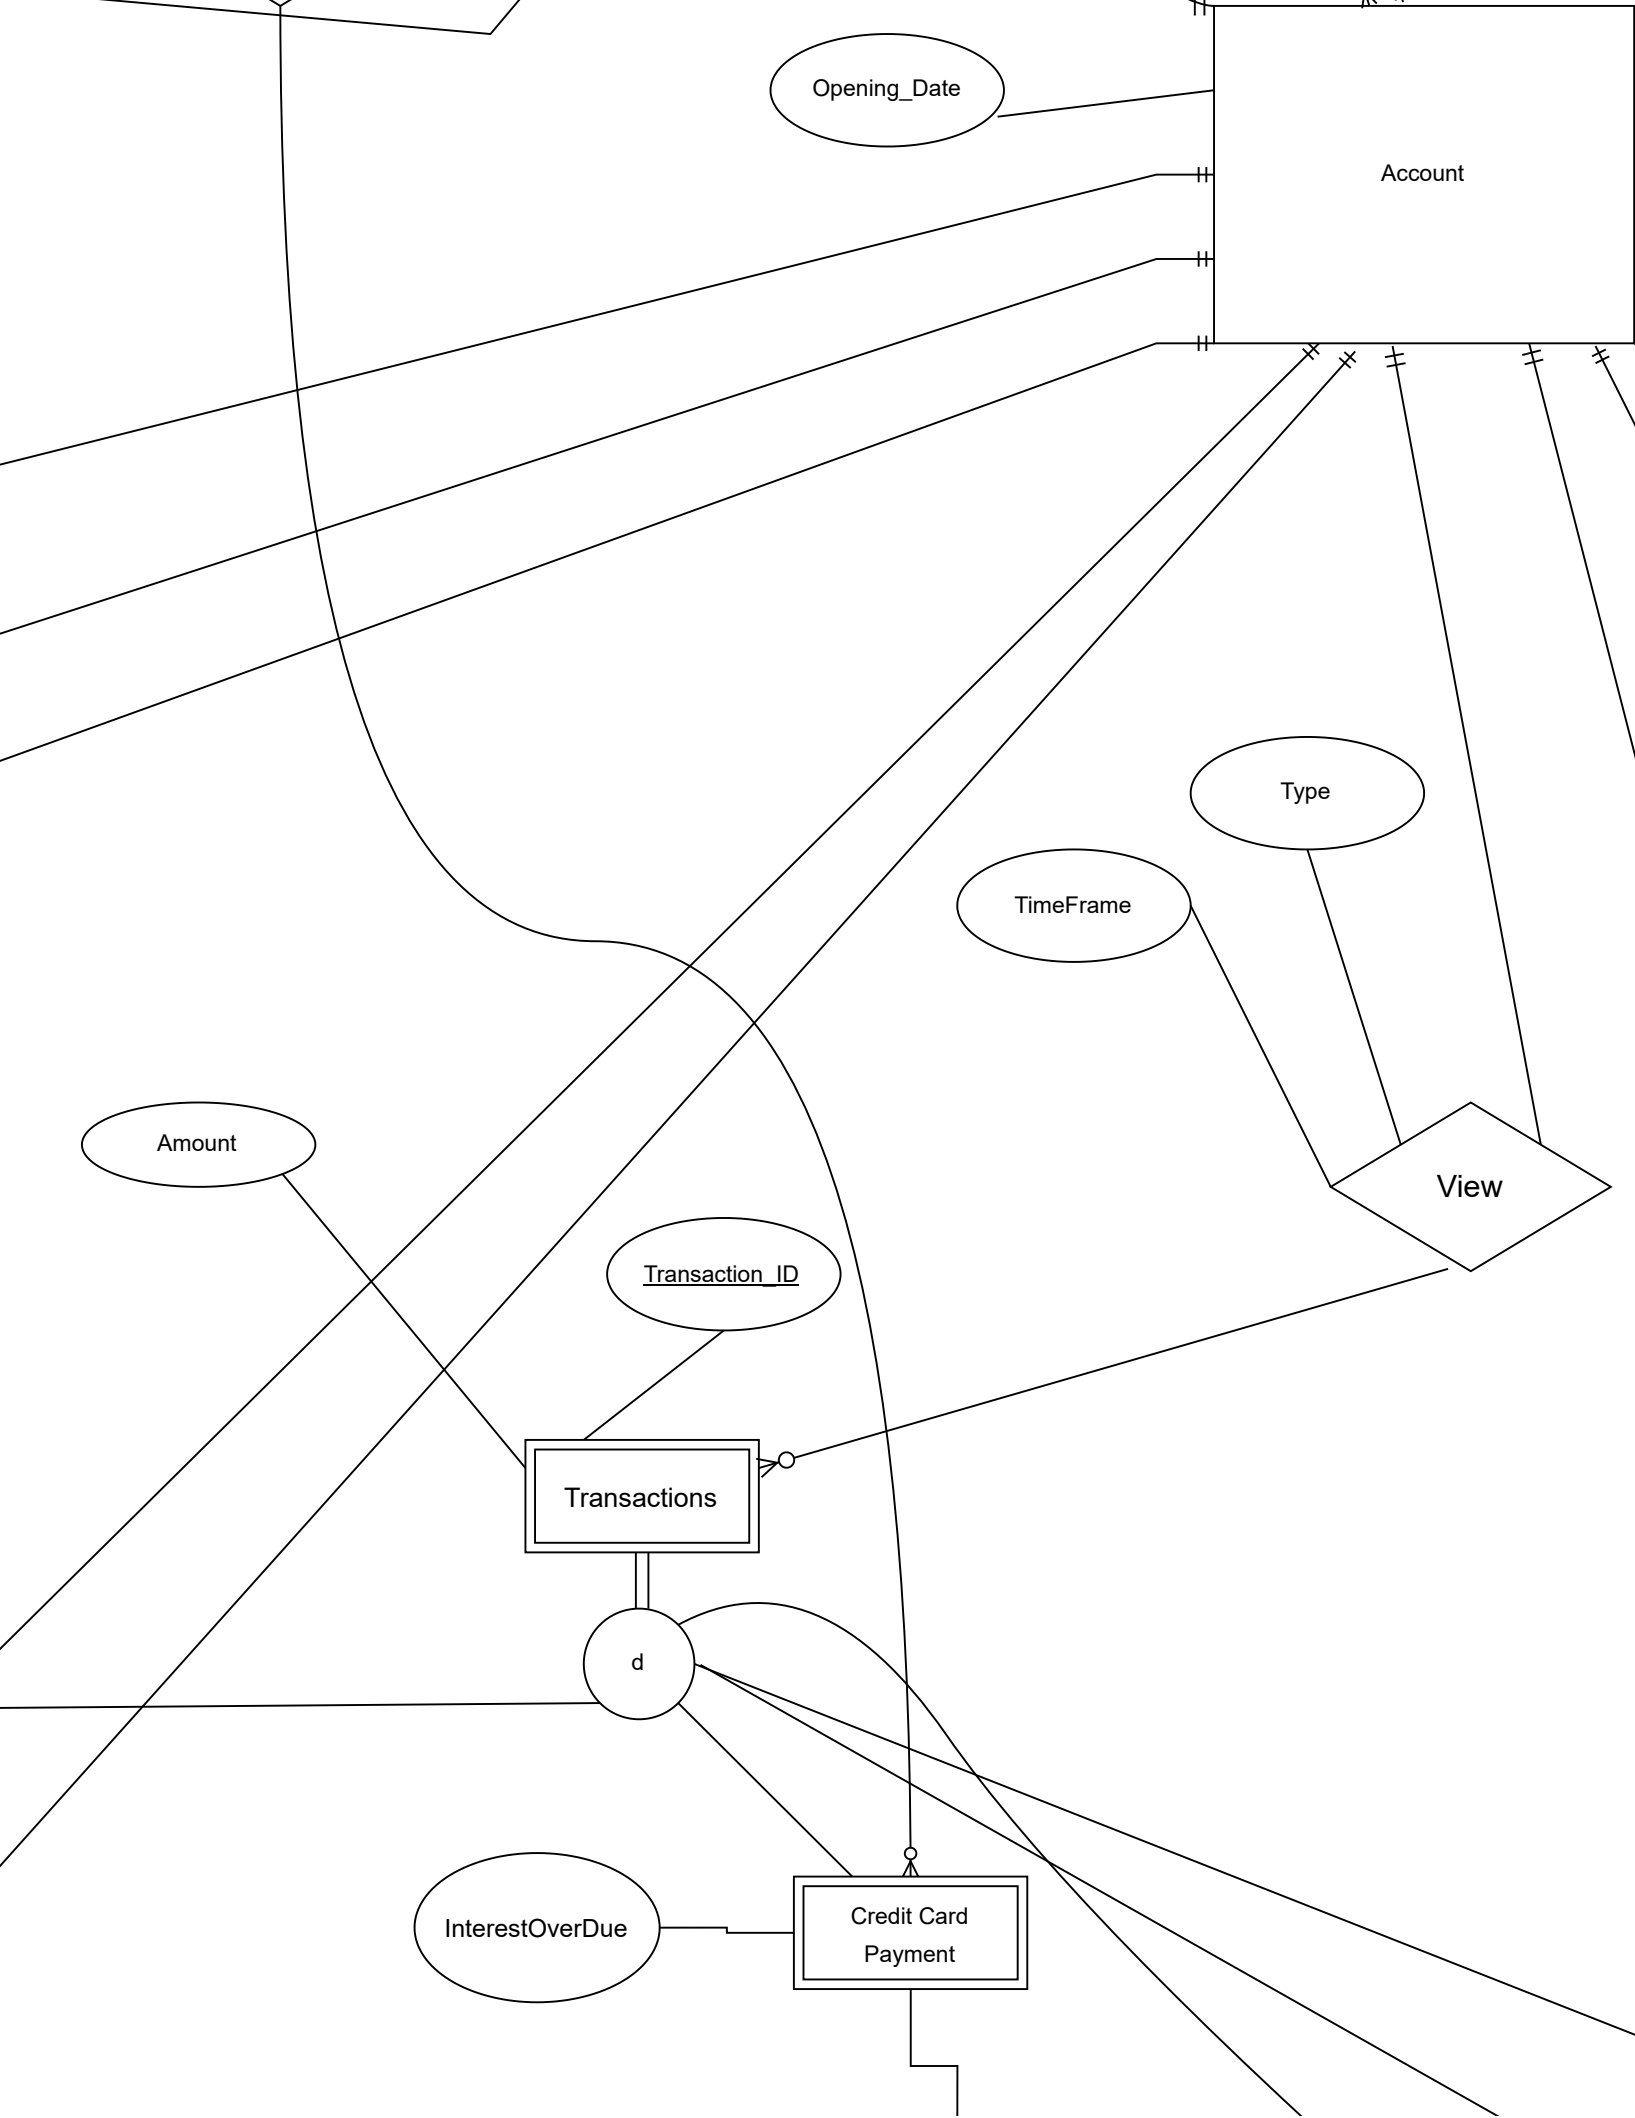 Opening_Date
Account
Type
TimeFrame
Amount
View
Transaction_ID
Transactions
d
InterestOverDue
Credit Card
Payment